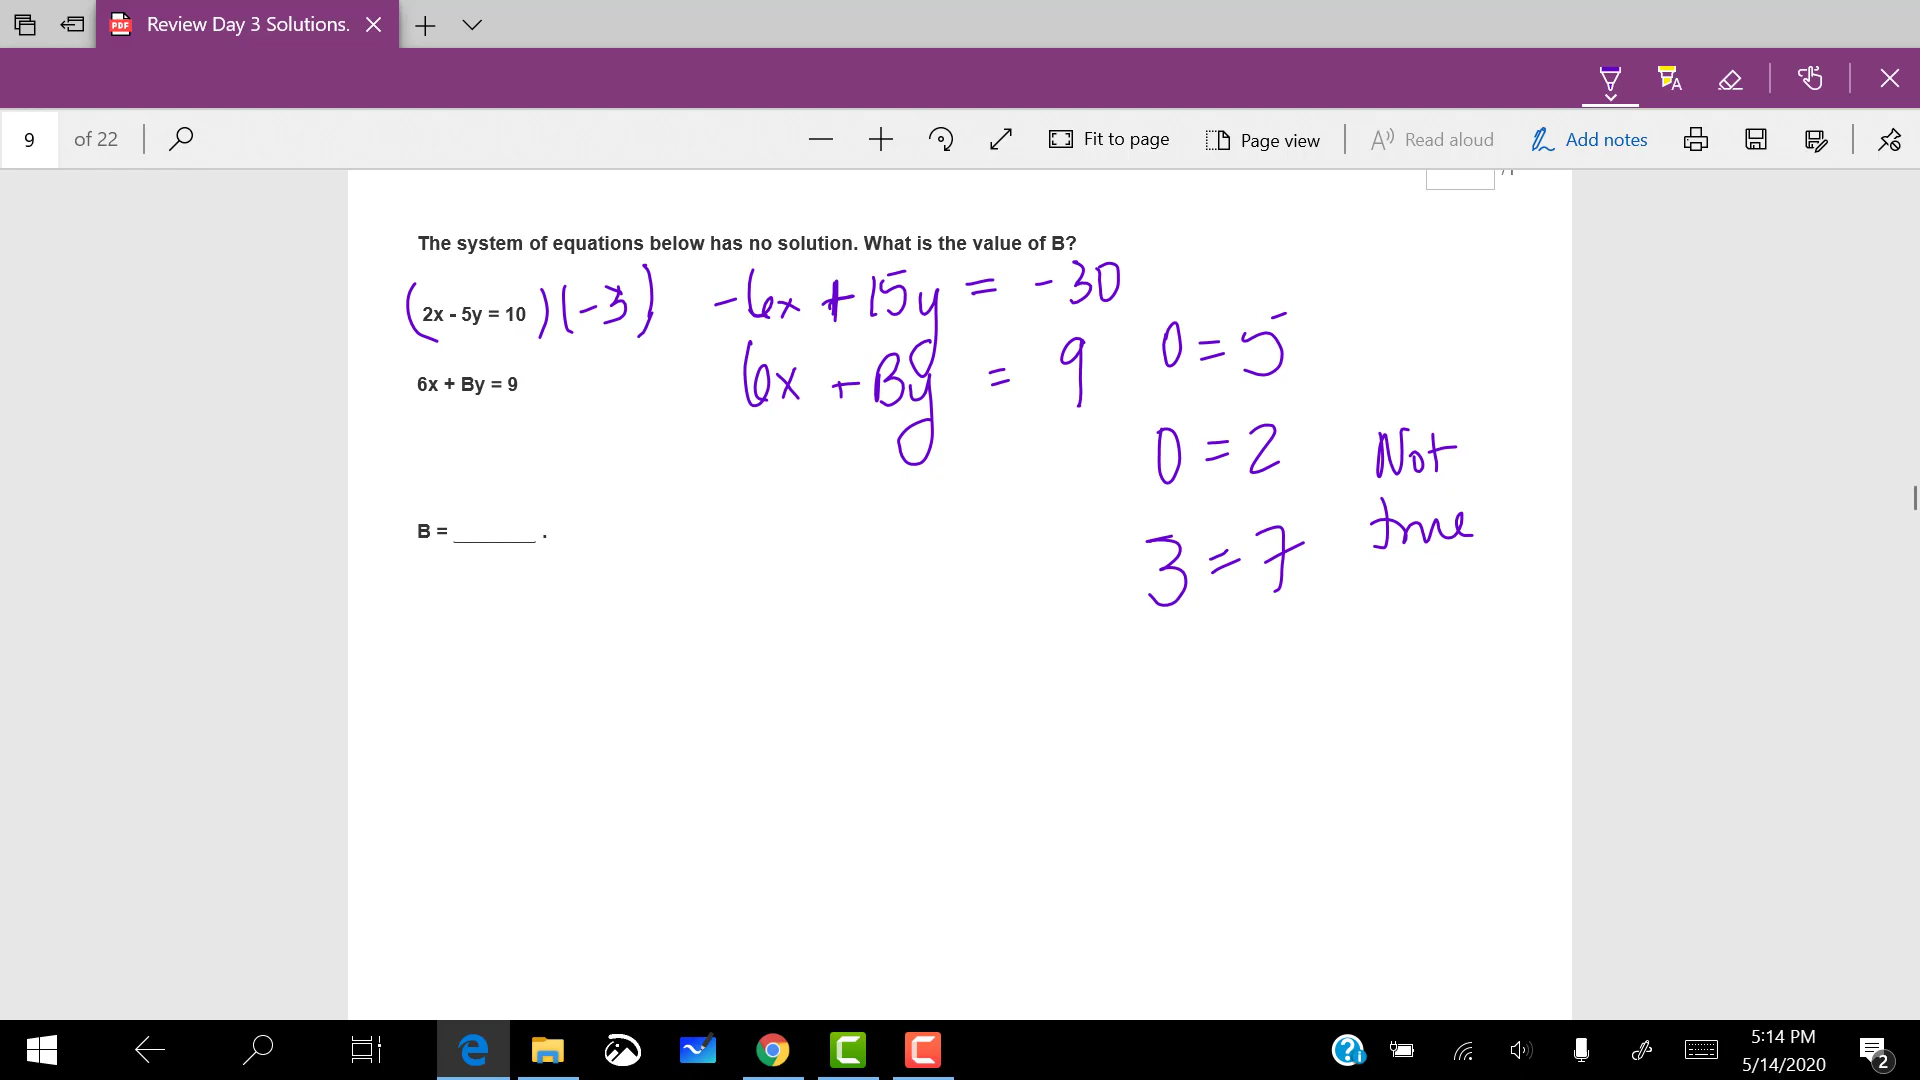 Review Day 3 Solutions.
9 of 22
Fit to page
Page view
Read aloud
Add notes
The system of equations below has no solution. What is the value of B?
(2x - 5y = 10)(-3)
-6x + 15y = -30
6x + By = 9
6x + By = 9
0 = 5
0 = 2
3 = 7
Not
true
B = ________ .
5:14 PM
5/14/2020
2